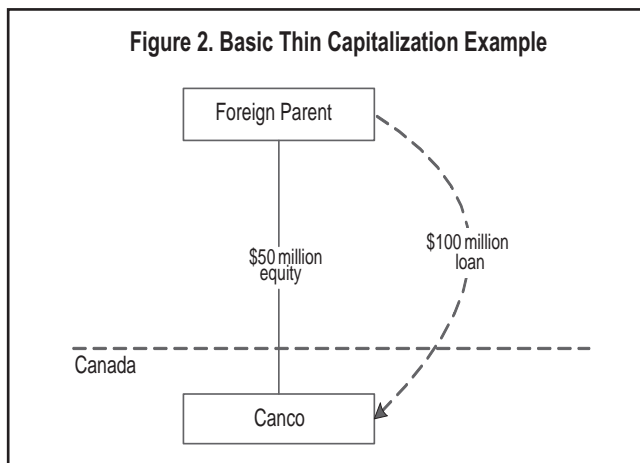 Figure 2. Basic Thin Capitalization Example
Foreign Parent
$50 million
equity
$100 million
loan
Canada
Canco